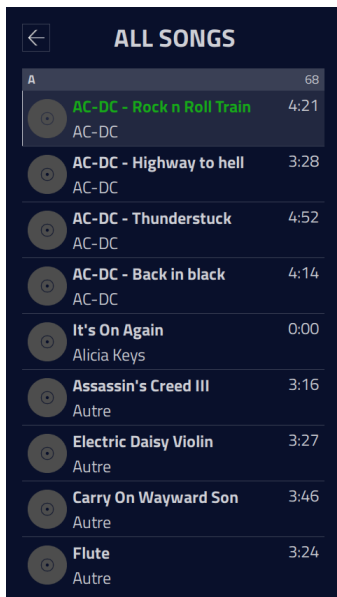 ALL SONGS
A 68
AC-DC - Rock n Roll Train 4:21
AC-DC
AC-DC - Highway to hell 3:28
AC-DC
AC-DC - Thunderstuck 4:52
AC-DC
AC-DC - Back in black 4:14
AC-DC
It's On Again 0:00
Alicia Keys
Assassin's Creed III 3:16
Autre
Electric Daisy Violin 3:27
Autre
Carry On Wayward Son 3:46
Autre
Flute 3:24
Autre